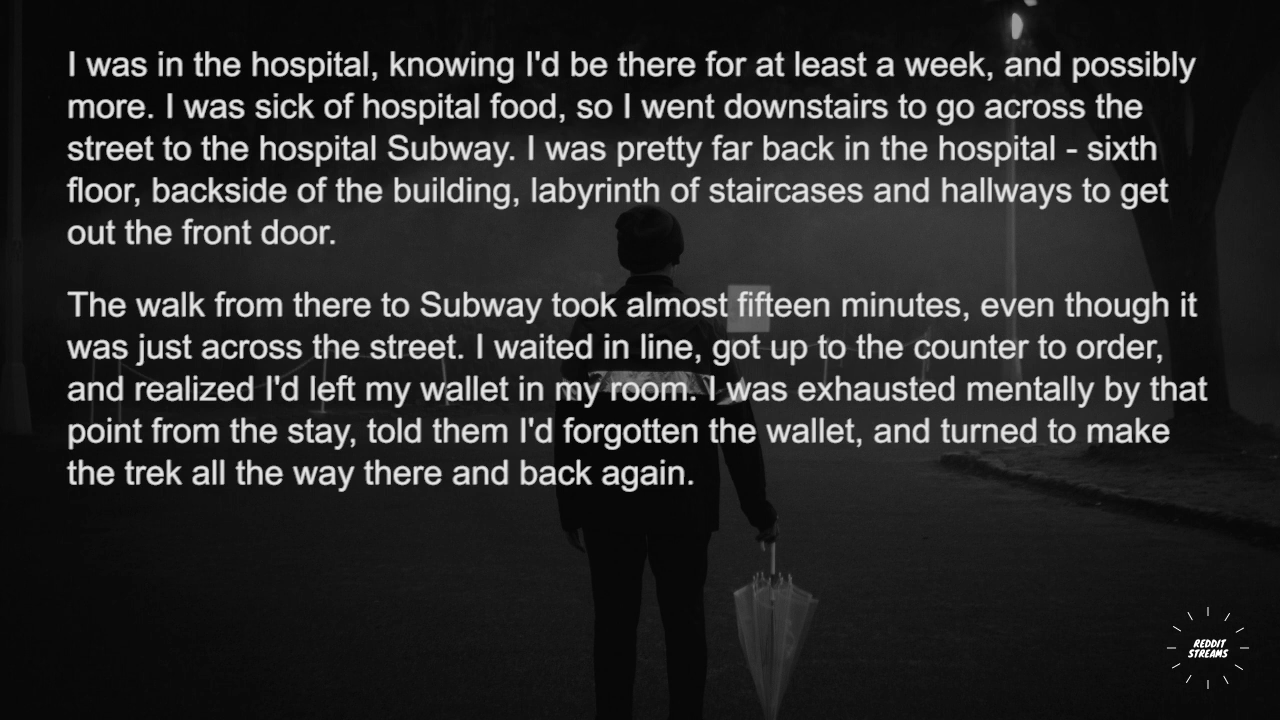 I was in the hospital, knowing I'd be there for at least a week, and possibly
more. I was sick of hospital food, so I went downstairs to go across the
street to the hospital Subway. I was pretty far back in the hospital - sixth
floor, backside of the building, labyrinth of staircases and hallways to get
out the front door.
The walk from there to Subway took almost fifteen minutes, even though it
was just across the street. I waited in line, got up to the counter to order,
and realized I'd left my wallet in my room. I was exhausted mentally by that
point from the stay, told them I'd forgotten the wallet, and turned to make
the trek all the way there and back again.
REDDIT
STREAMS